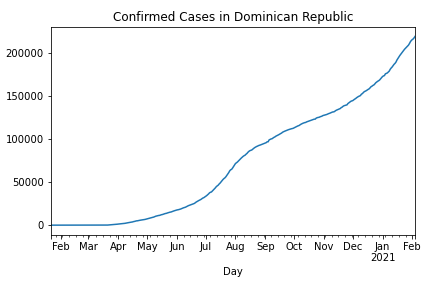 Confirmed Cases in Dominican Republic
200000
150000
100000
50000
0
Feb Mar Apr May Jun Jul Aug Sep Oct Nov Dec Jan Feb
2021
Day